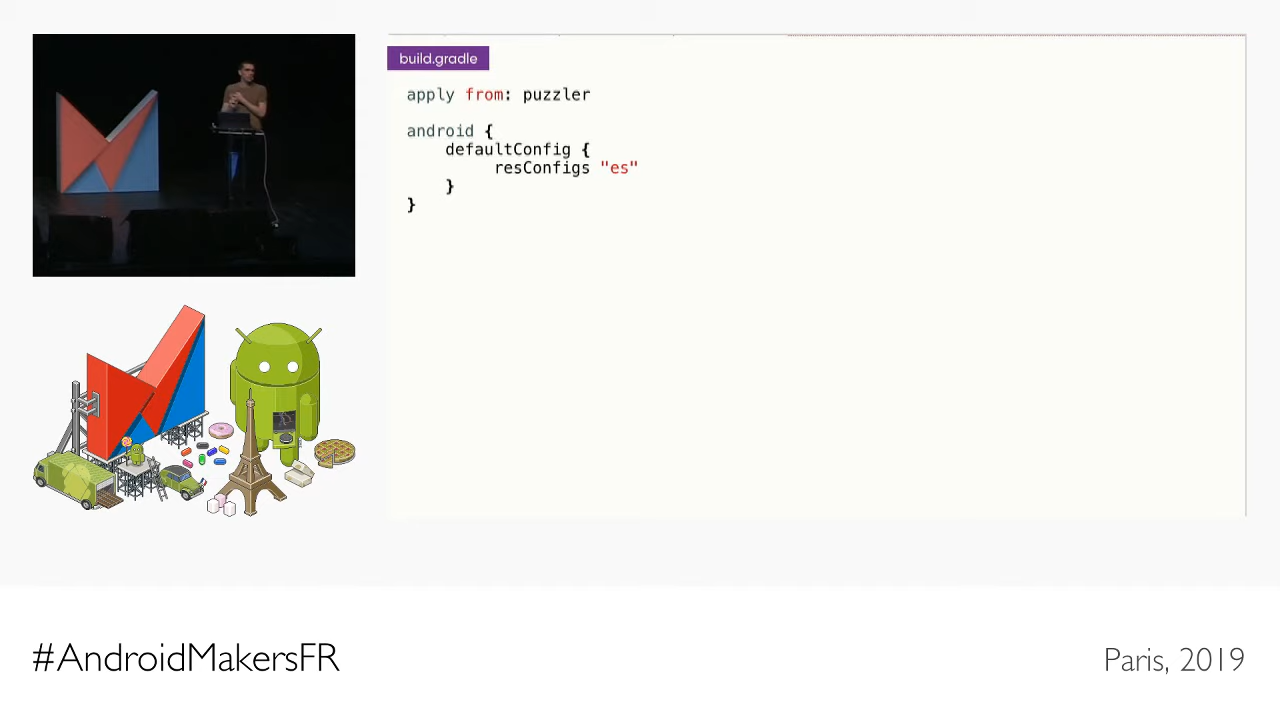 build.gradle
apply from: puzzler
android {
defaultConfig {
resConfigs "es"
}
}
#AndroidMakersFR
Paris, 2019